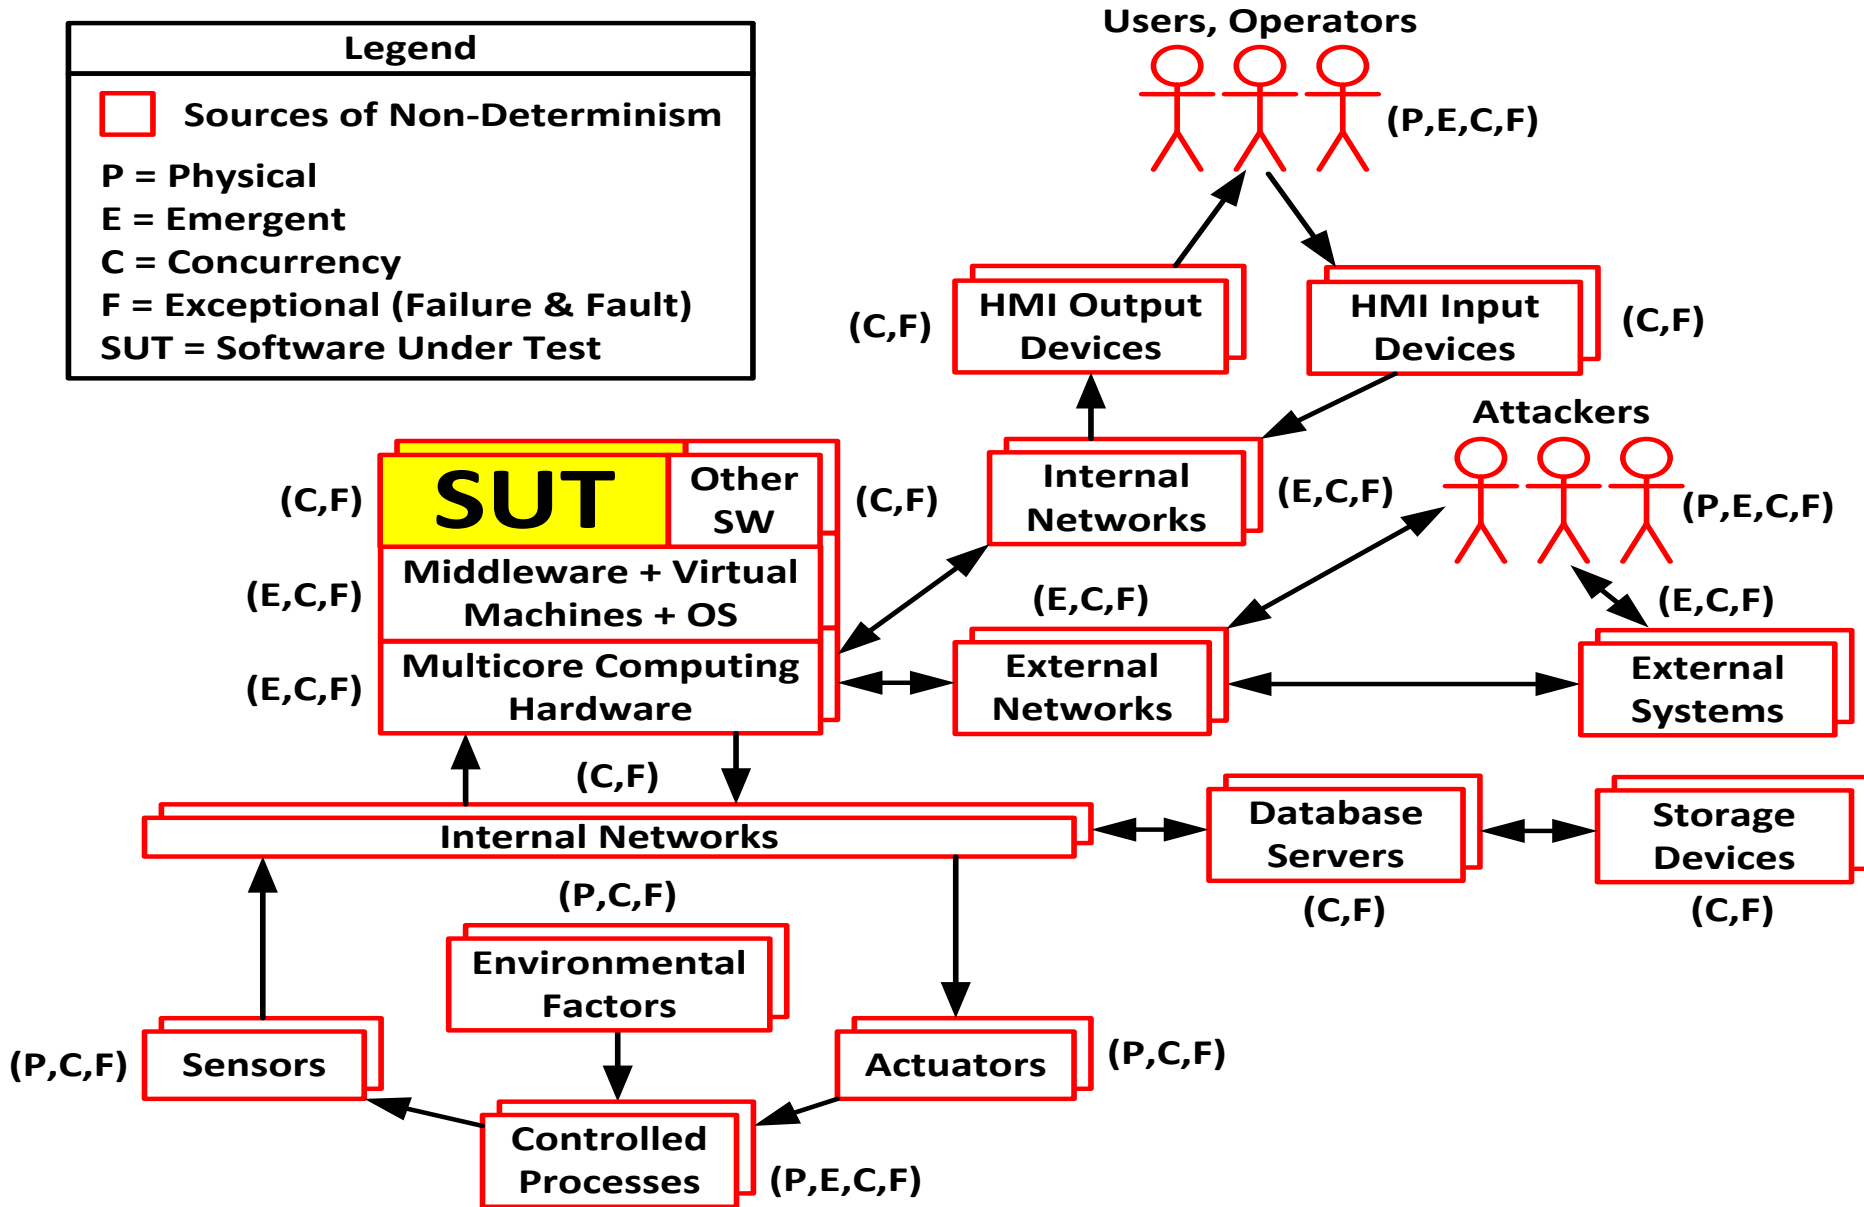 Legend
Sources of Non-Determinism
P = Physical
E = Emergent
C = Concurrency
F = Exceptional (Failure & Fault)
SUT = Software Under Test
Users, Operators
(P,E,C,F)
HMI Output
Devices
(C,F)
HMI Input
Devices
(C,F)
Attackers
(P,E,C,F)
Internal
Networks
(E,C,F)
SUT
(C,F)
Other
SW
(C,F)
Middleware + Virtual
Machines + OS
(E,C,F)
Multicore Computing
Hardware
(E,C,F)
(E,C,F)
External
Networks
(E,C,F)
External
Systems
(C,F)
Internal Networks
Database
Servers
(C,F)
Storage
Devices
(C,F)
(P,C,F)
Environmental
Factors
(P,C,F)
Sensors
Actuators
(P,C,F)
Controlled
Processes
(P,E,C,F)